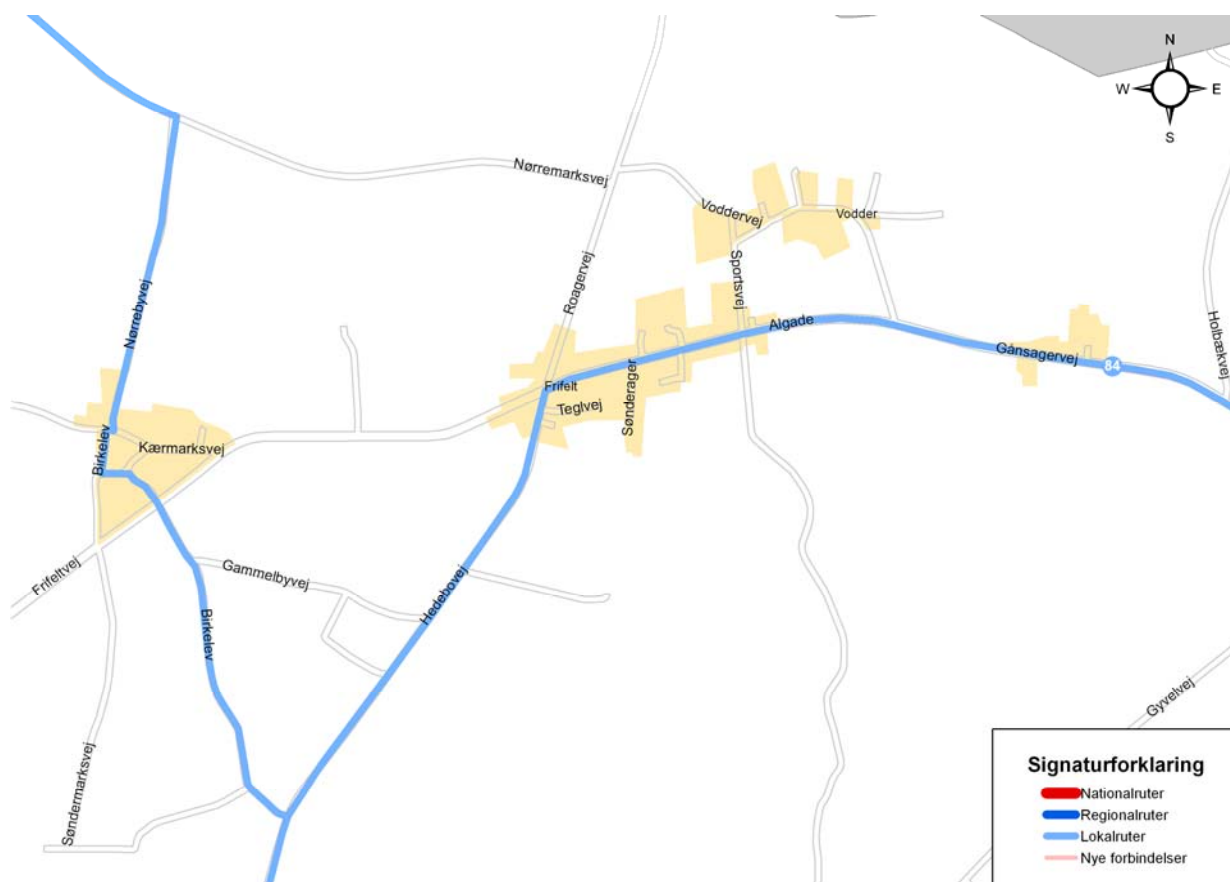 N
W E
S
Nørremarksvej
Voddervej
Vodder
Nørrebyvej
Roagervej
Sportsvej
Holbækvej
Algade
Gånsagervej
84
Frifelt
Teglvej
Sønderager
Birkelev
Kærmarksvej
Frifeltvej
Gammelbyvej
Hedebovej
Birkelev
Søndermarksvej
Gyvelvej
Signaturforklaring
Nationalruter
Regionalruter
Lokalruter
Nye forbindelser